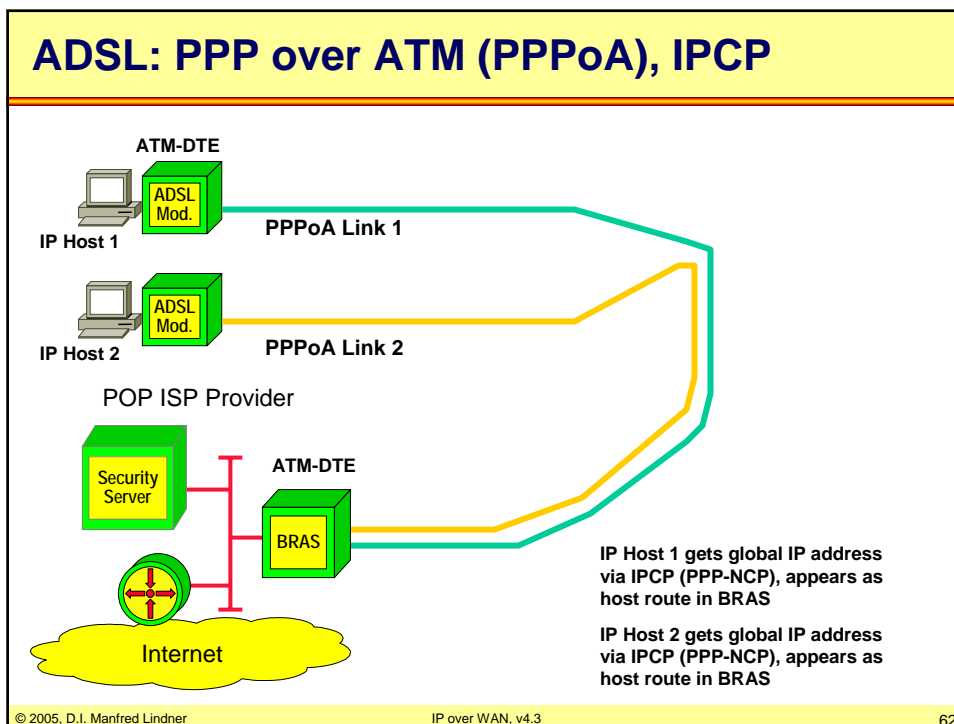 ADSL: PPP over ATM (PPPoA), IPCP
ATM-DTE
ADSL
Mod.
IP Host 1
PPPoA Link 1
ADSL
Mod.
IP Host 2
PPPoA Link 2
POP ISP Provider
ATM-DTE
Security
Server
BRAS
IP Host 1 gets global IP address
via IPCP (PPP-NCP), appears as
host route in BRAS
IP Host 2 gets global IP address
via IPCP (PPP-NCP), appears as
host route in BRAS
Internet
© 2005, D.I. Manfred Lindner
IP over WAN, v4.3
62